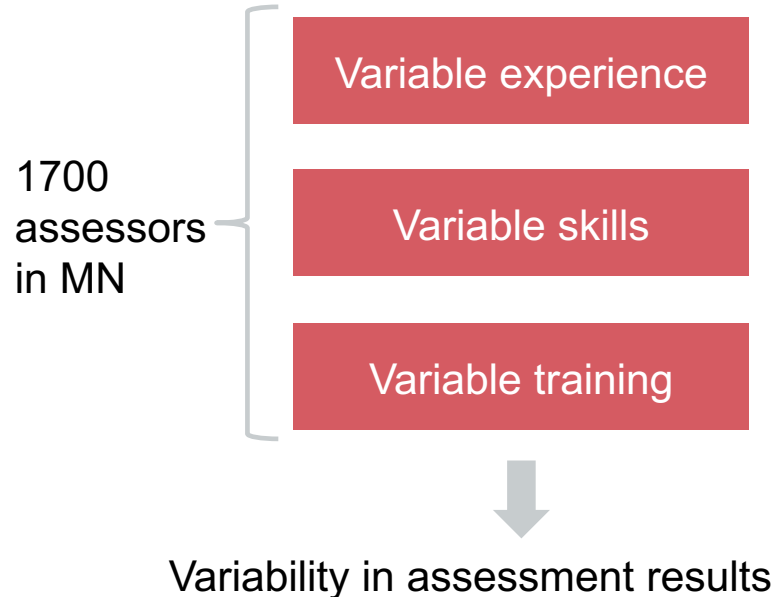 Variable experience
1700
assessors
in MN
Variable skills
Variable training
Variability in assessment results